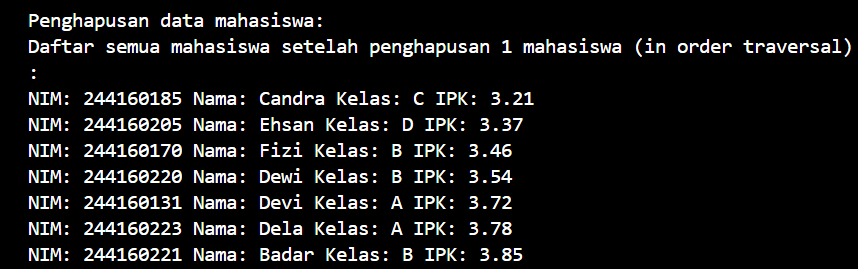 Penghapusan data mahasiswa:
Daftar semua mahasiswa setelah penghapusan 1 mahasiswa (in order traversal)
:
NIM: 244160185 Nama: Candra Kelas: C IPK: 3.21
NIM: 244160205 Nama: Ehsan Kelas: D IPK: 3.37
NIM: 244160170 Nama: Fizi Kelas: B IPK: 3.46
NIM: 244160220 Nama: Dewi Kelas: B IPK: 3.54
NIM: 244160131 Nama: Devi Kelas: A IPK: 3.72
NIM: 244160223 Nama: Dela Kelas: A IPK: 3.78
NIM: 244160221 Nama: Badar Kelas: B IPK: 3.85